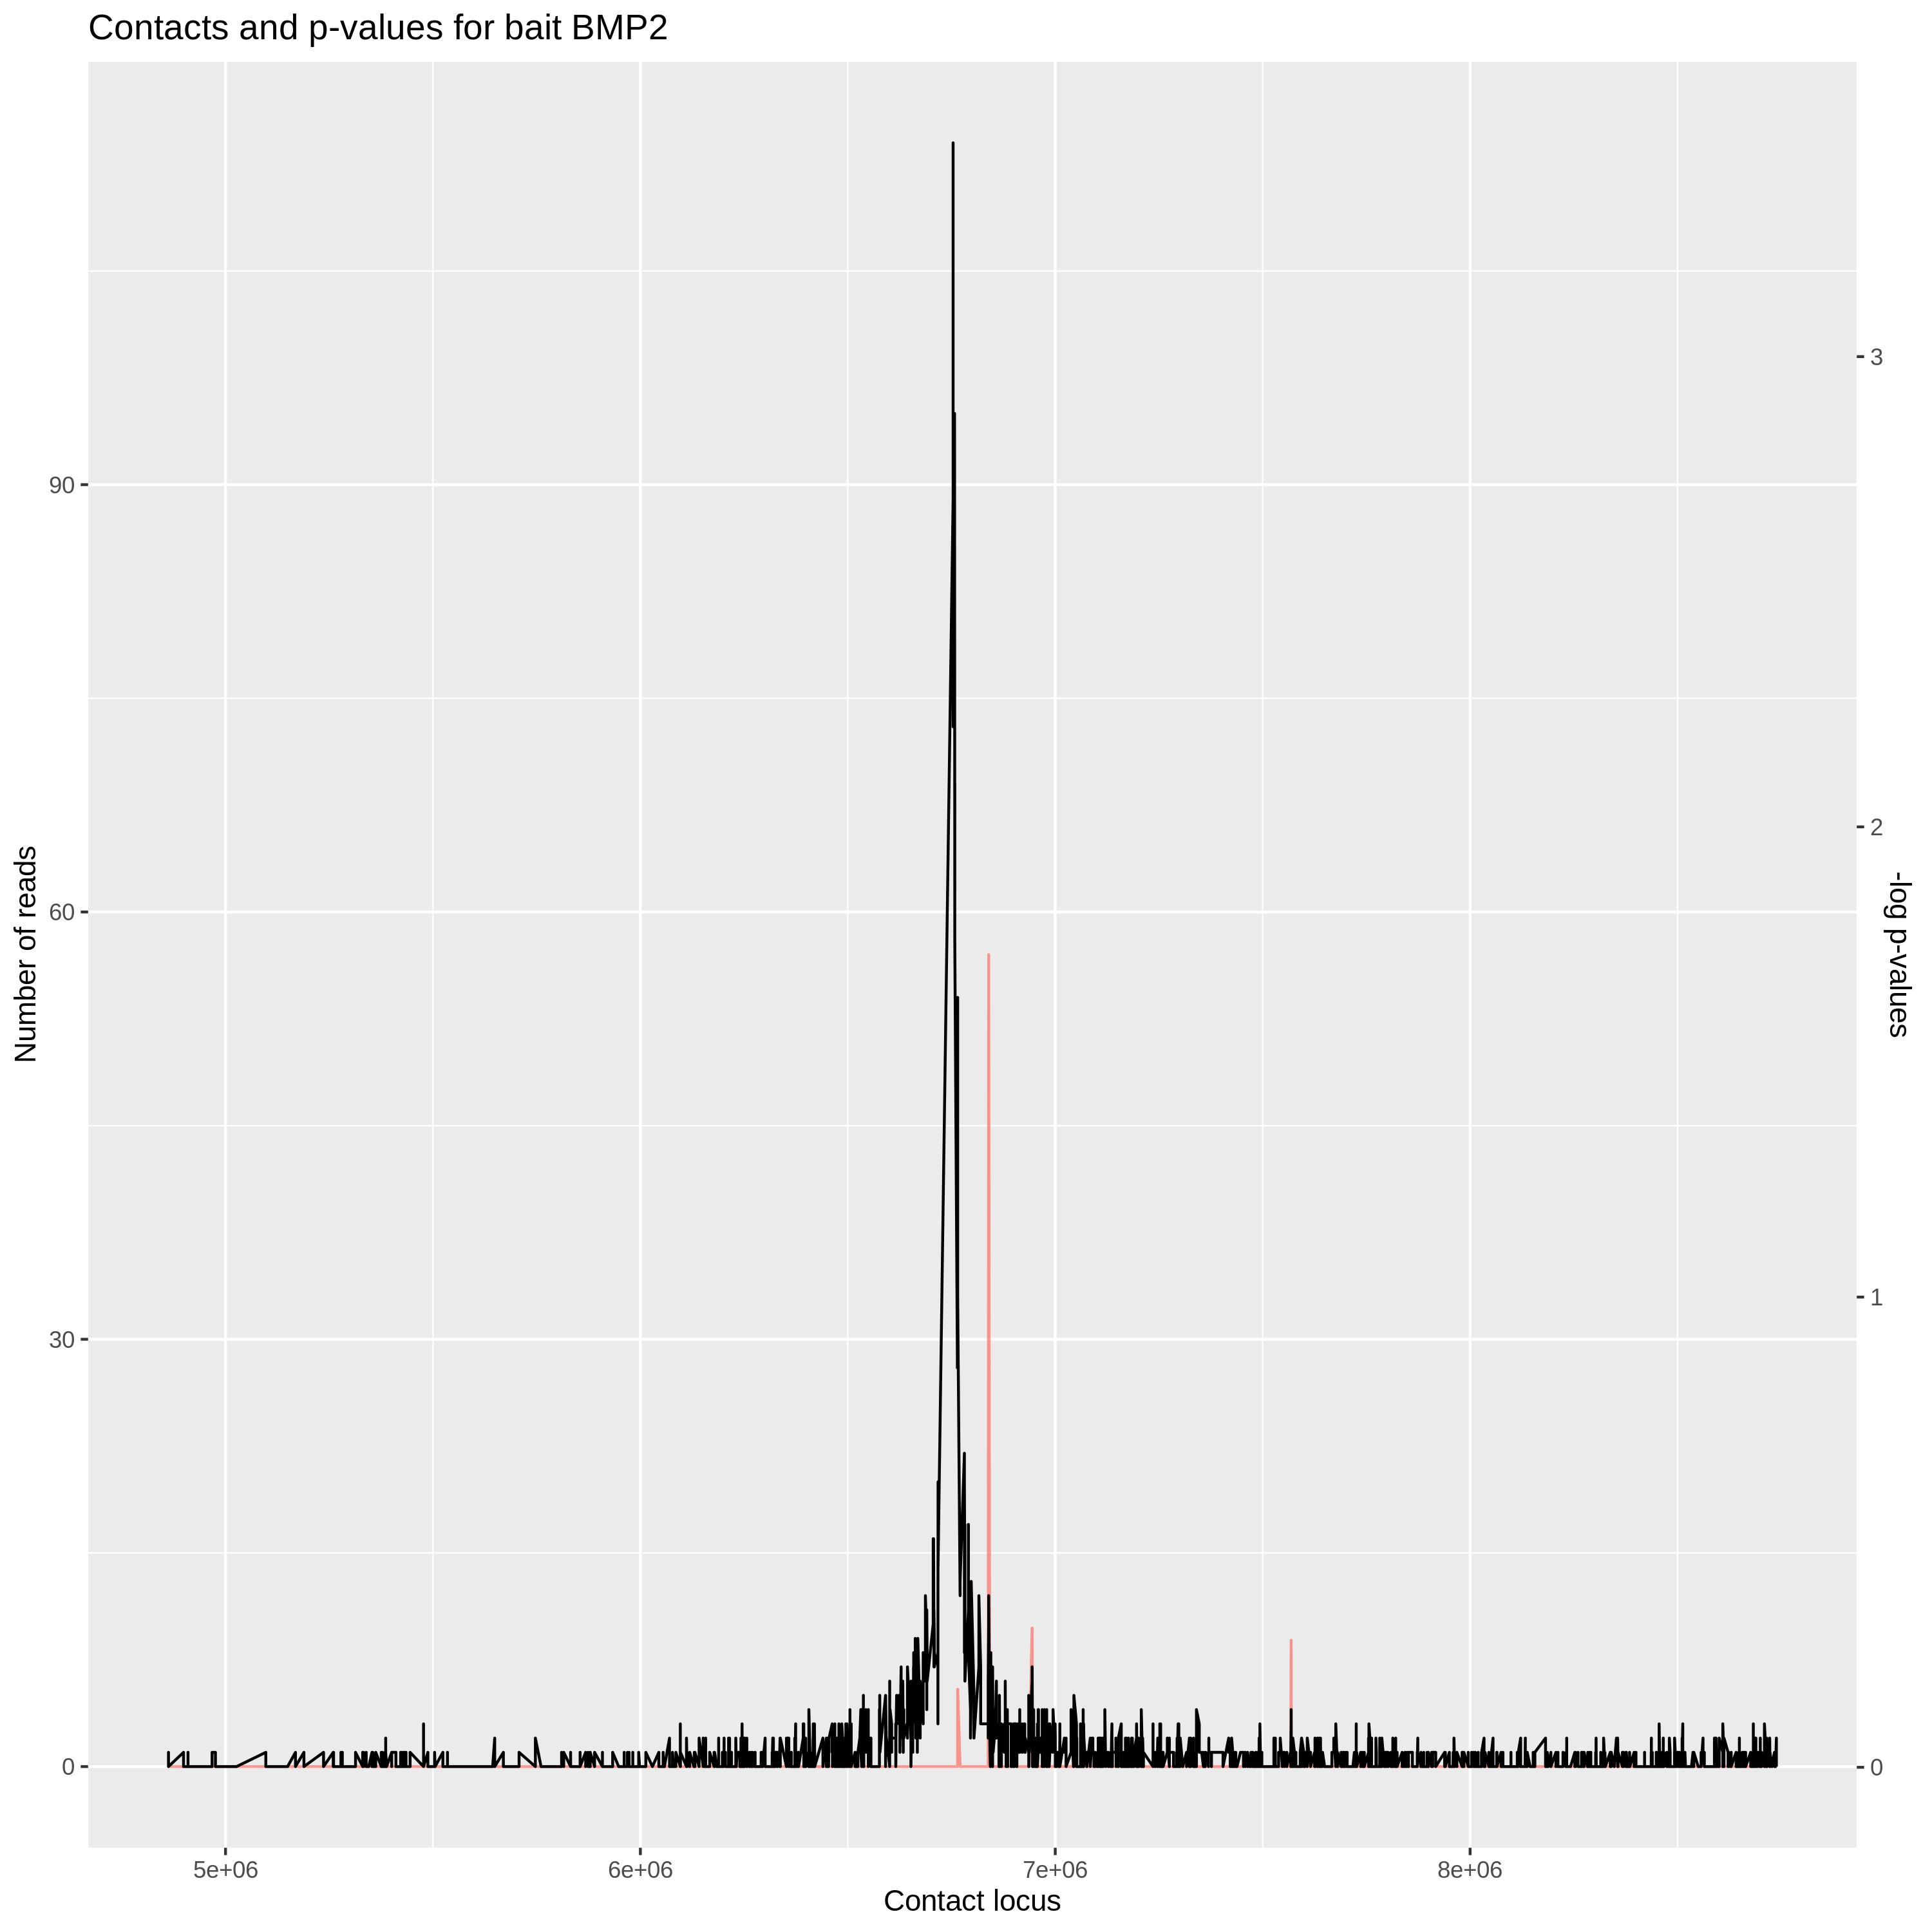 Contacts and p-values for bait BMP2
90
60
30
0
Number of reads
3
2
1
0
-log p-values
5e+06
6e+06
7e+06
8e+06
Contact locus